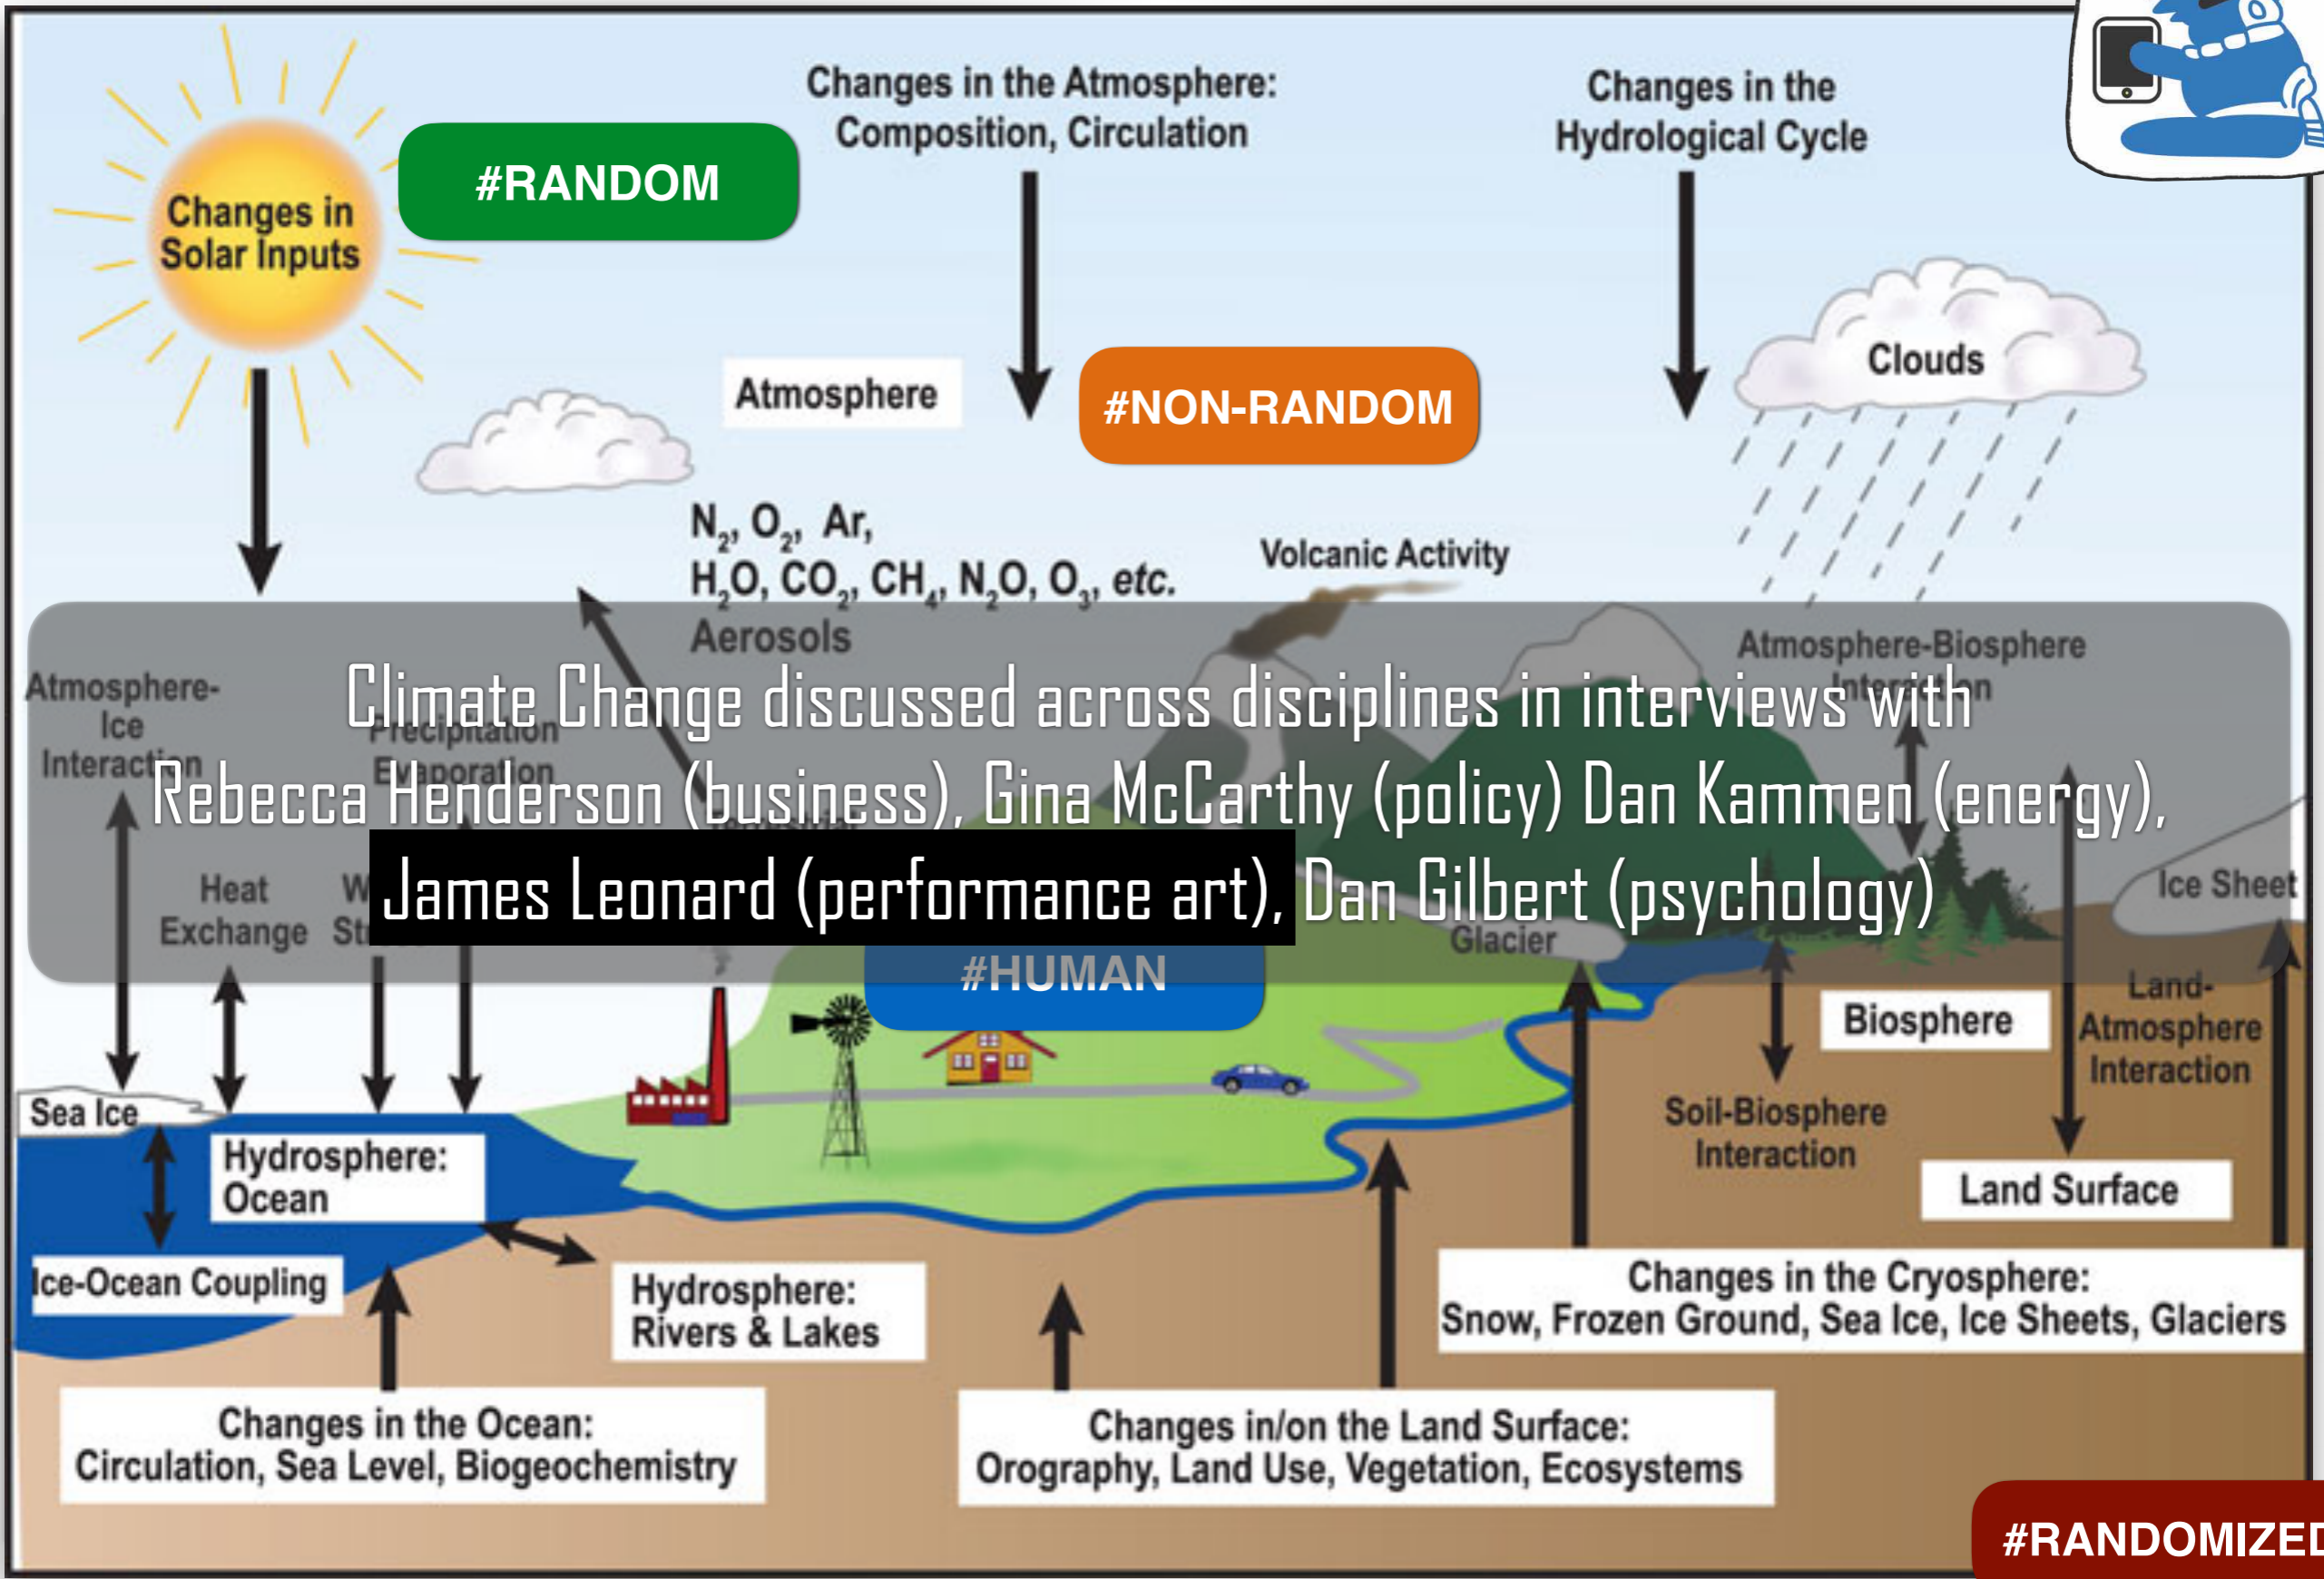 Changes in the Atmosphere:
Composition, Circulation
Changes in the
Hydrological Cycle
#RANDOM
Changes in
Solar Inputs
Clouds
Atmosphere
#NON-RANDOM
N₂, O₂, Ar,
H₂O, CO₂, CH₄, N₂O, O₃, etc.
Aerosols
Volcanic Activity
Atmosphere-Biosphere
Interaction
Atmosphere-
Ice
Interaction
Precipitation
Evaporation
Climate Change discussed across disciplines in interviews with
Rebecca Henderson (business), Gina McCarthy (policy) Dan Kammen (energy),
James Leonard (performance art), Dan Gilbert (psychology)
Terrestrial
Heat
Exchange
Ice Sheet
Glacier
#HUMAN
Land-
Atmosphere
Interaction
Biosphere
Sea Ice
Soil-Biosphere
Interaction
Hydrosphere:
Ocean
Land Surface
Ice-Ocean Coupling
Hydrosphere:
Rivers & Lakes
Changes in the Cryosphere:
Snow, Frozen Ground, Sea Ice, Ice Sheets, Glaciers
Changes in the Ocean:
Circulation, Sea Level, Biogeochemistry
Changes in/on the Land Surface:
Orography, Land Use, Vegetation, Ecosystems
#RANDOMIZED